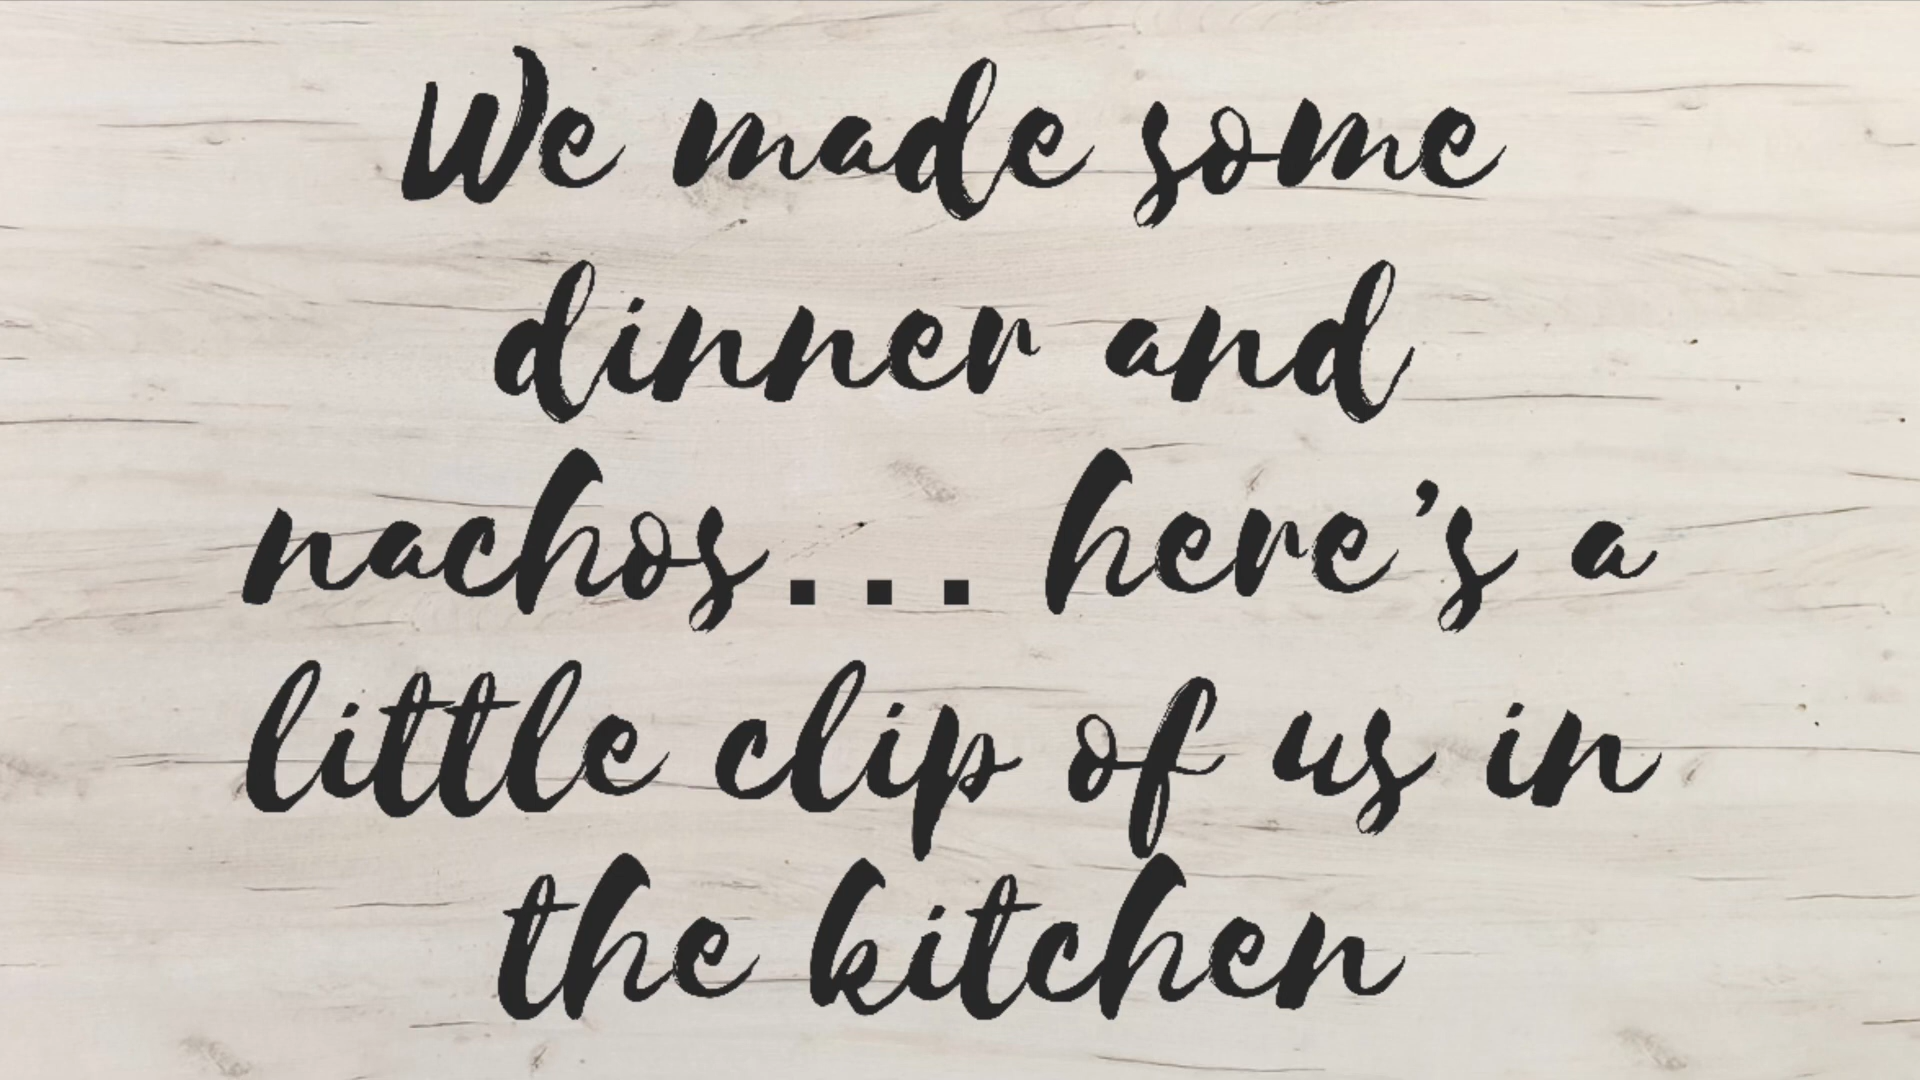 We made some
dinner and
nachos... here's a
little clip of us in
the kitchen